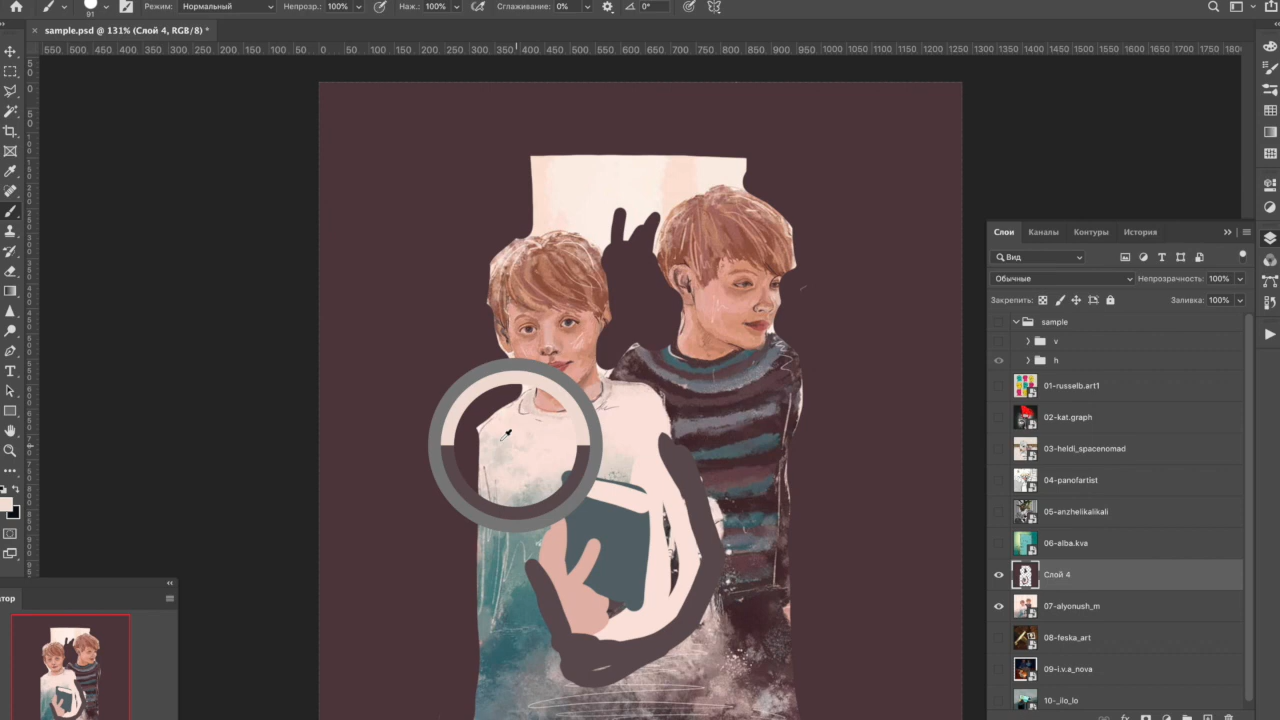 91
Режим: Нормальный Непрозр.: 100% Наж.: 100% Сглаживание: 0% 0°
× sample.psd @ 131% (Слой 4, RGB/8) *
550 500 450 400 350 300 250 200 150 100 50 0 50 100 150 200 250 300 350 400 450 500 550 600 650 700 750 800 850 900 950 1000 1050 1100 1150 1200 1250 1300 1350 1400 1450 1500 1550 1600 1650 1700 1750 1800
Слои Каналы Контуры История
Вид
Обычные Непрозрачность: 100%
Закрепить: Заливка: 100%
sample
v
h
01-russelb.art1
02-kat.graph
03-heldi_spacenomad
04-panofartist
05-anzhelikalikali
06-alba.kva
Слой 4
07-alyonush_m
08-feska_art
09-i.v.a_nova
10-_ilo_lo
тор